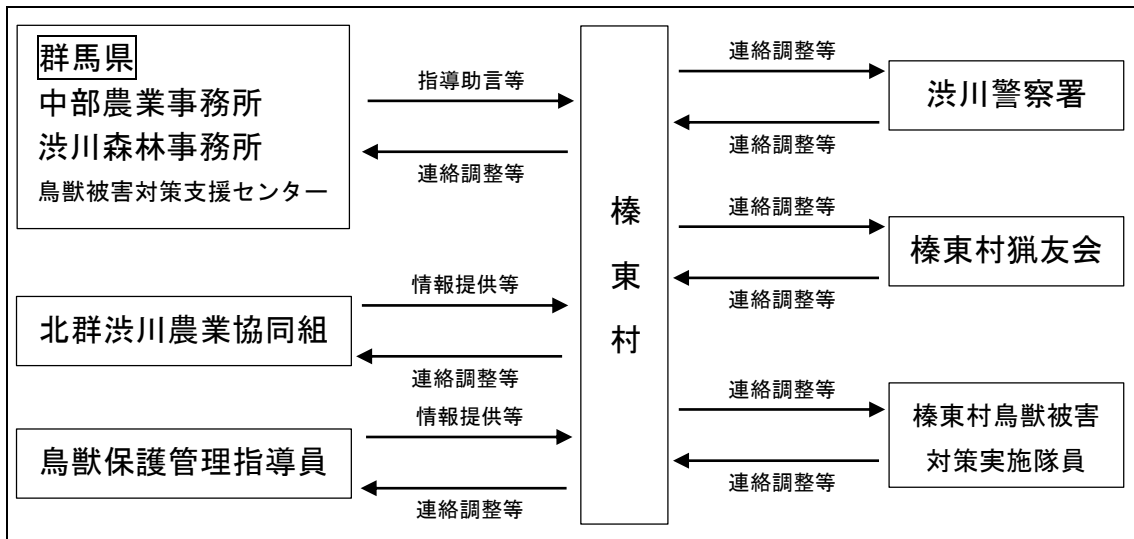 群馬県
中部農業事務所
渋川森林事務所
鳥獣被害対策支援センター
指導助言等
連絡調整等
北群渋川農業協同組
情報提供等
連絡調整等
鳥獣保護管理指導員
情報提供等
連絡調整等
榛東村
連絡調整等
渋川警察署
連絡調整等
連絡調整等
榛東村猟友会
連絡調整等
連絡調整等
榛東村鳥獣被害
対策実施隊員
連絡調整等